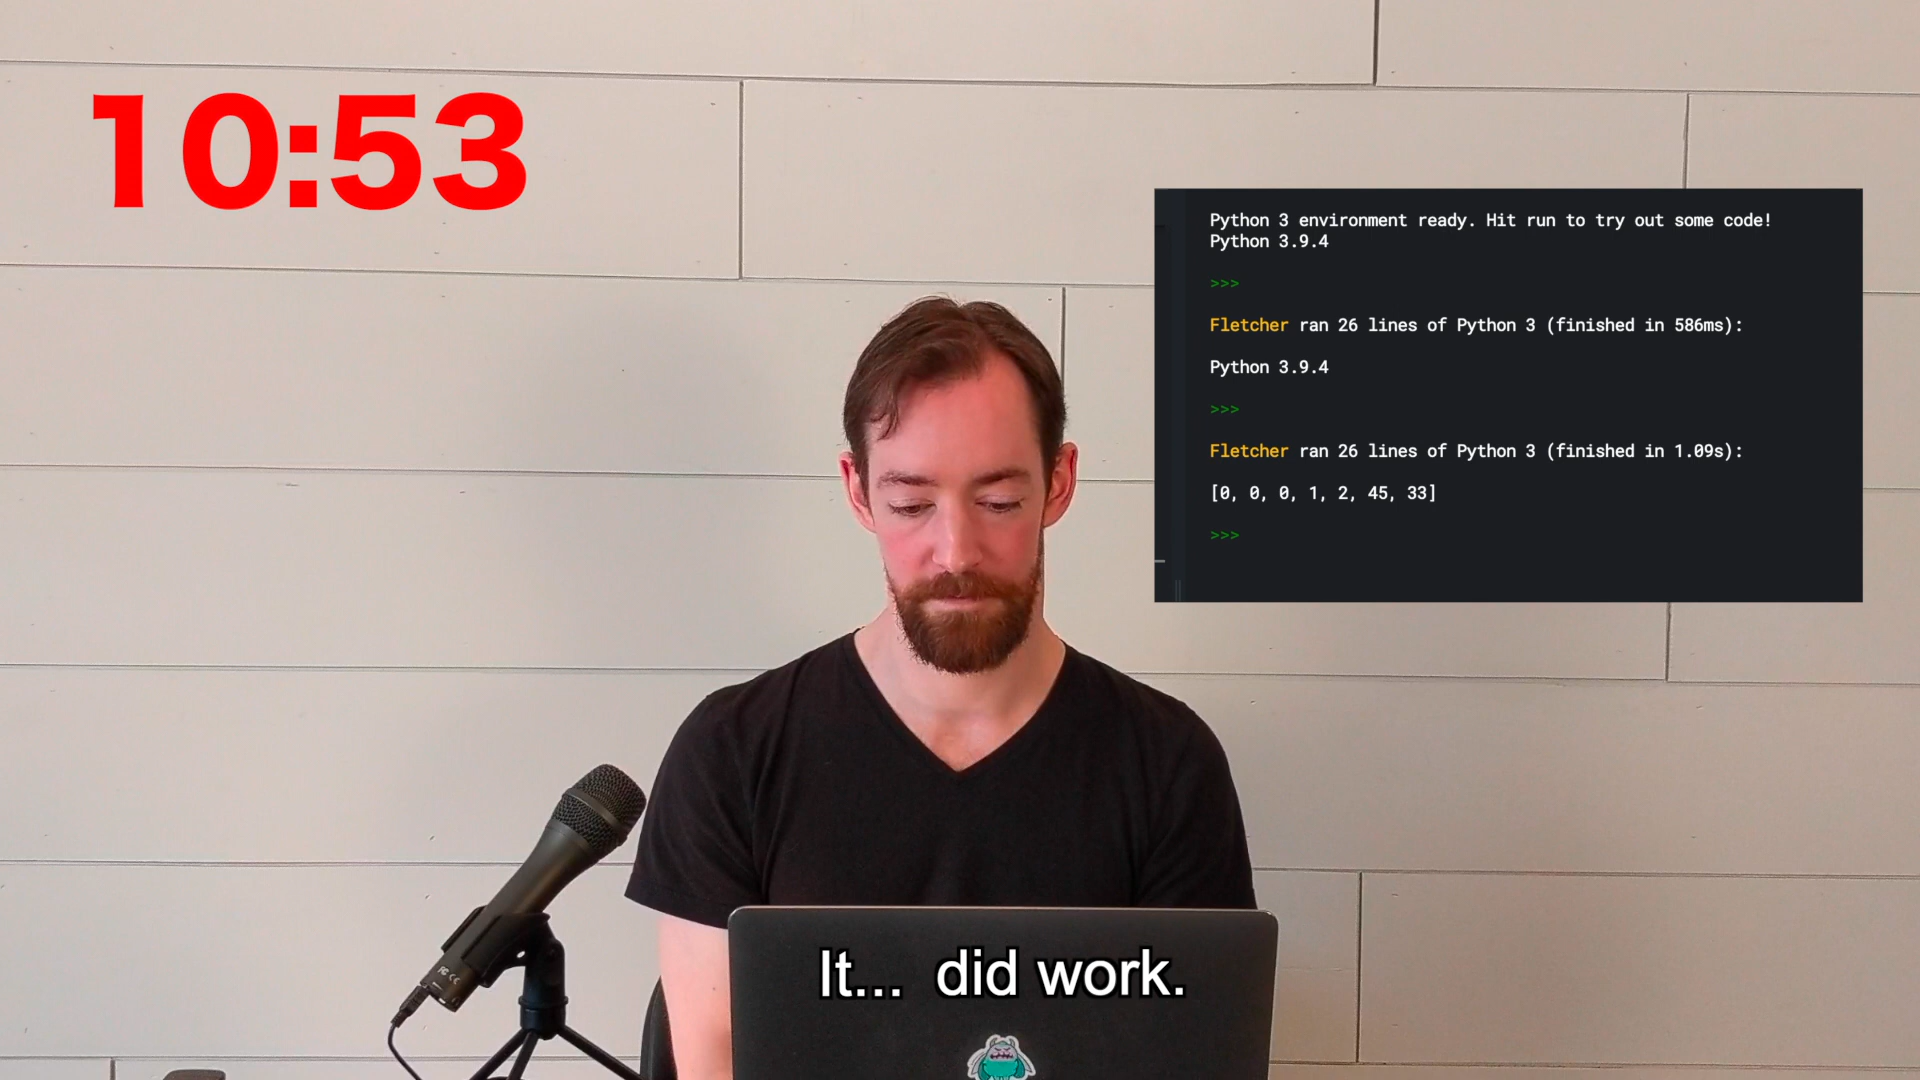 10:53
Python 3 environment ready. Hit run to try out some code!
Python 3.9.4
>>>
Fletcher ran 26 lines of Python 3 (finished in 586ms):
Python 3.9.4
>>>
Fletcher ran 26 lines of Python 3 (finished in 1.09s):
[0, 0, 0, 1, 2, 45, 33]
>>>
FC CE
It... did work.